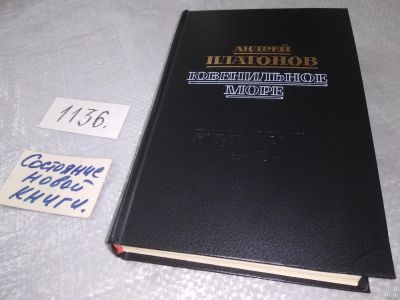 АНДРЕЙ
ПЛАТОНОВ
ЮВЕНИЛЬНОЕ
МОРЕ
1136.
Состояние
новой
книги.